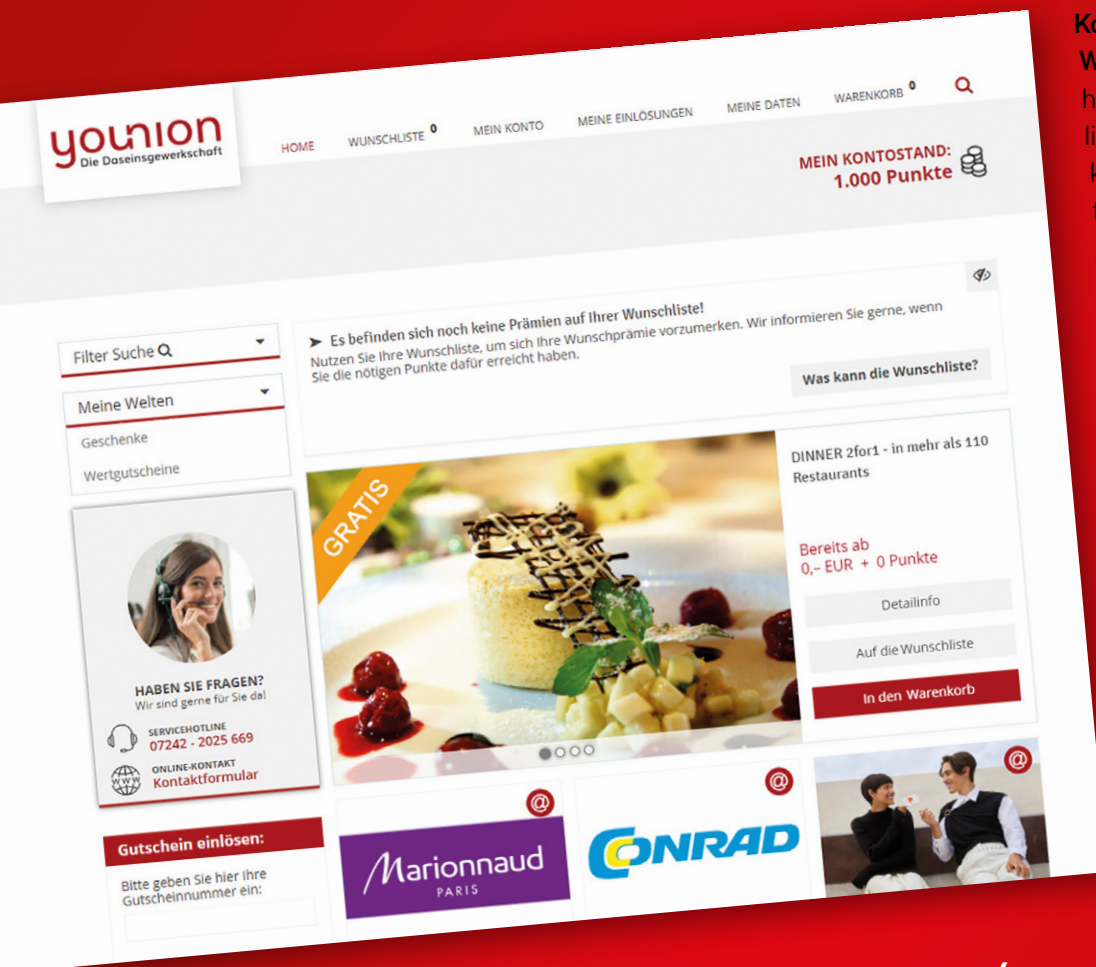 younion
Die Daseinsgewerkschaft
HOME
WUNSCHLISTE 0
MEIN KONTO
MEINE EINLÖSUNGEN
MEINE DATEN
WARENKORB 0
MEIN KONTOSTAND:
1.000 Punkte
Filter Suche
Meine Welten
Geschenke
Wertgutscheine
HABEN SIE FRAGEN?
Wir sind gerne für Sie da!
SERVICEHOTLINE
07242 - 2025 669
WWW
ONLINE-KONTAKT
Kontaktformular
Gutschein einlösen:
Bitte geben Sie hier Ihre
Gutscheinnummer ein:
➤ Es befinden sich noch keine Prämien auf Ihrer Wunschliste!
Nutzen Sie Ihre Wunschliste, um sich Ihre Wunschprämie vorzumerken. Wir informieren Sie gerne, wenn
Sie die nötigen Punkte dafür erreicht haben.
Was kann die Wunschliste?
GRATIS
DINNER 2for1 - in mehr als 110
Restaurants
Bereits ab
0,– EUR + 0 Punkte
Detailinfo
Auf die Wunschliste
In den Warenkorb
@
Marionnaud
PARIS
@
CONRAD
@